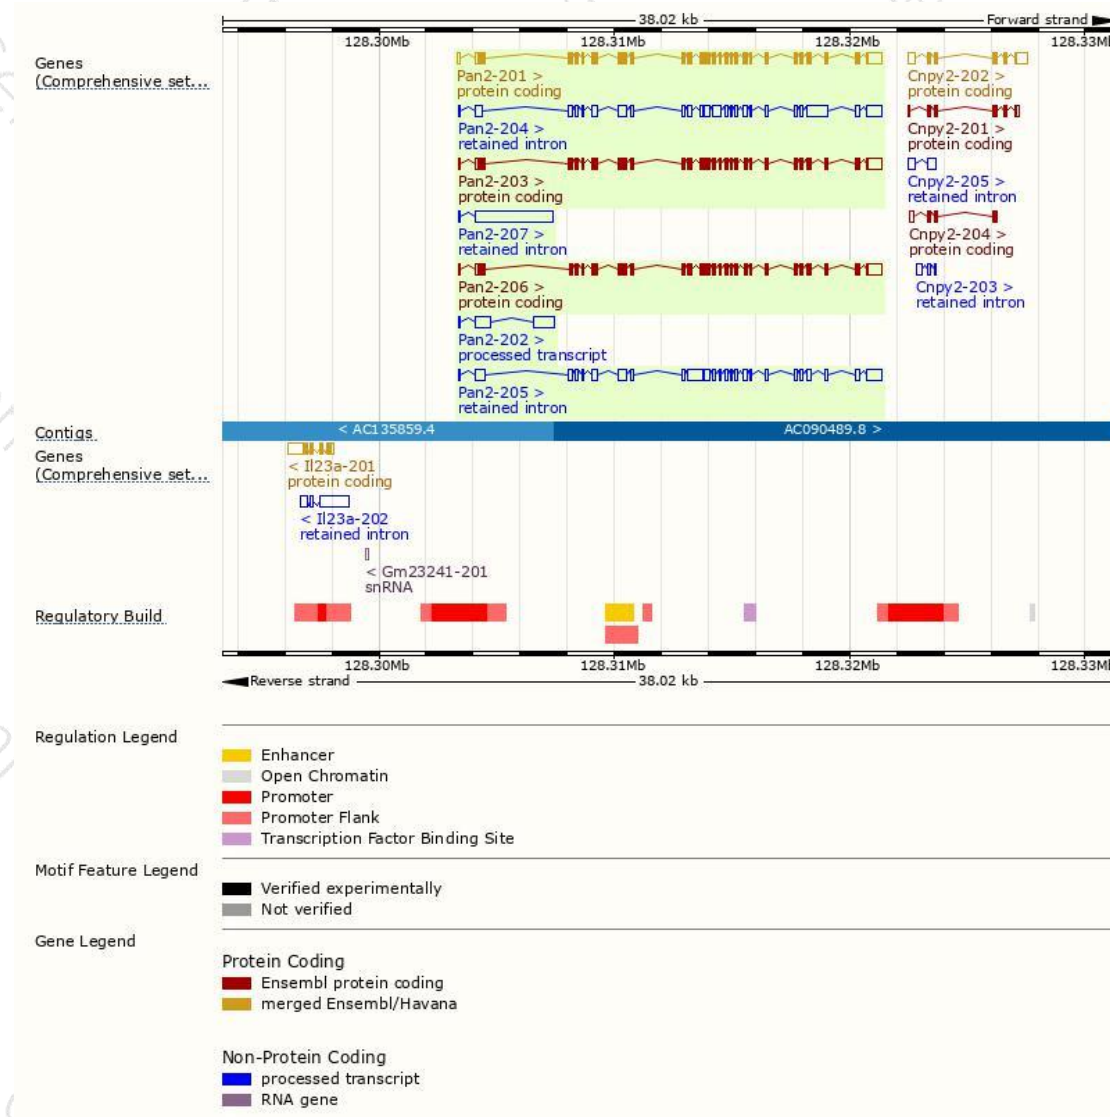 38.02 kb Forward strand
128.30Mb 128.31Mb 128.32Mb 128.33Mb
Genes
(Comprehensive set...
Pan2-201 >
protein coding
Cnpy2-202 >
protein coding
Pan2-204 >
retained intron
Cnpy2-201 >
protein coding
Pan2-203 >
protein coding
Cnpy2-205 >
retained intron
Pan2-207 >
retained intron
Cnpy2-204 >
protein coding
Pan2-206 >
protein coding
Cnpy2-203 >
retained intron
Pan2-202 >
processed transcript
Pan2-205 >
retained intron
Contigs
< AC135859.4 AC090489.8 >
Genes
(Comprehensive set...
< Il23a-201
protein coding
< Il23a-202
retained intron
< Gm23241-201
snRNA
Regulatory Build
128.30Mb 128.31Mb 128.32Mb 128.33Mb
Reverse strand 38.02 kb
Regulation Legend
Enhancer
Open Chromatin
Promoter
Promoter Flank
Transcription Factor Binding Site
Motif Feature Legend
Verified experimentally
Not verified
Gene Legend
Protein Coding
Ensembl protein coding
merged Ensembl/Havana
Non-Protein Coding
processed transcript
RNA gene